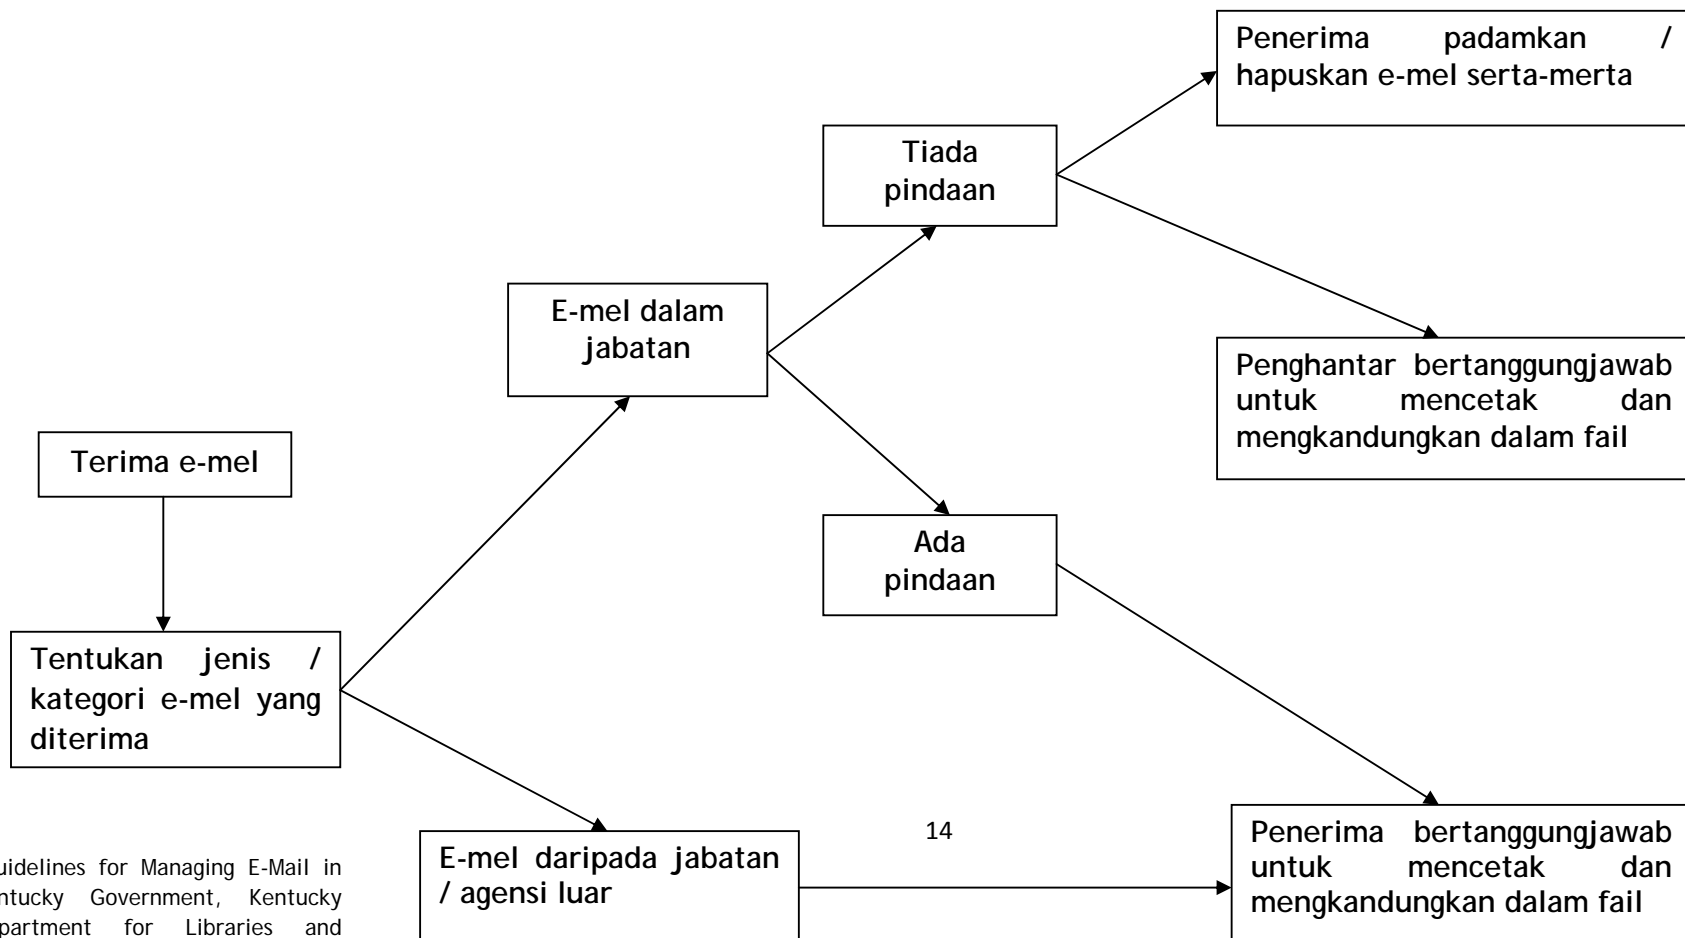 Penerima padamkan /
hapuskan e-mel serta-merta
Tiada
pindaan
E-mel dalam
jabatan
Penghantar bertanggungjawab
untuk mencetak dan
mengkandungkan dalam fail
Terima e-mel
Ada
pindaan
Tentukan jenis /
kategori e-mel yang
diterima
14
E-mel daripada jabatan
/ agensi luar
Penerima bertanggungjawab
untuk mencetak dan
mengkandungkan dalam fail
uidelines for Managing E-Mail in
ntucky Government, Kentucky
partment for Libraries and